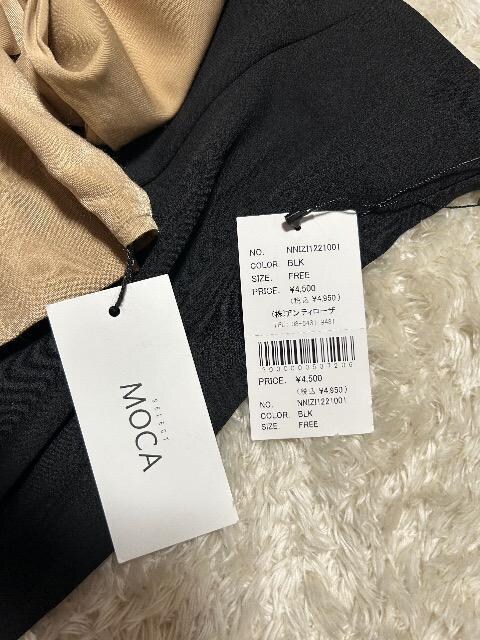 SELECT
MOCA
NO. NNIZI1221001
COLOR. BLK
SIZE. FREE
PRICE. ¥4,500
(税込 ¥4,950)
(株)アンティローザ
PRICE. ¥4,500
(税込 ¥4,950)
NO. NNIZI1221001
COLOR. BLK
SIZE. FREE